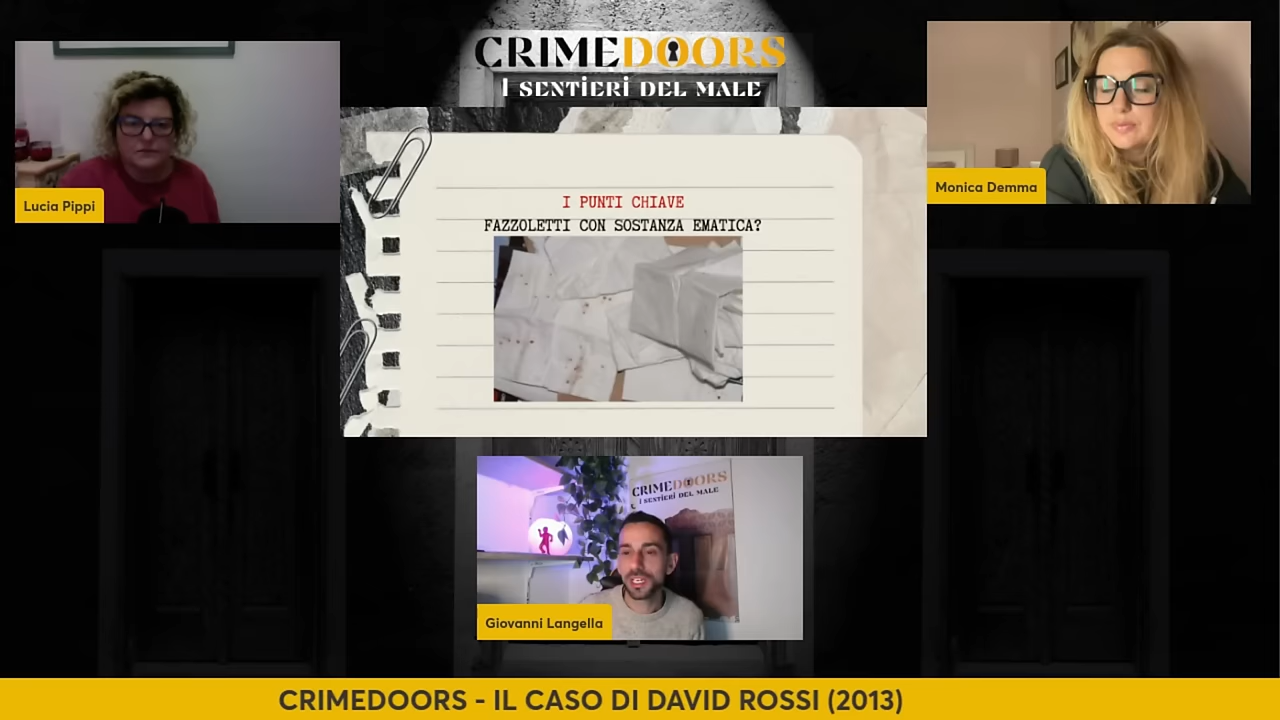 CRIMEDOORS
I SENTIERI DEL MALE
Lucia Pippi
Monica Demma
I PUNTI CHIAVE
FAZZOLETTI CON SOSTANZA EMATICA?
CRIMEDOORS
I SENTIERI DEL MALE
Giovanni Langella
CRIMEDOORS - IL CASO DI DAVID ROSSI (2013)